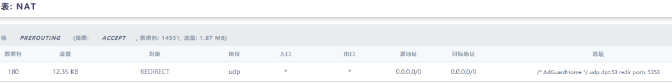 表: NAT
链 PREROUTING (策略: ACCEPT, 数据包: 14931, 流量: 1.67 MB)
数据包 流量 目标 协议 入口 出口 源地址 目标地址 选项
180 12.35 KB REDIRECT udp * * 0.0.0.0/0 0.0.0.0/0 /* AdGuardHome */ udp dpt:53 redir ports 5353